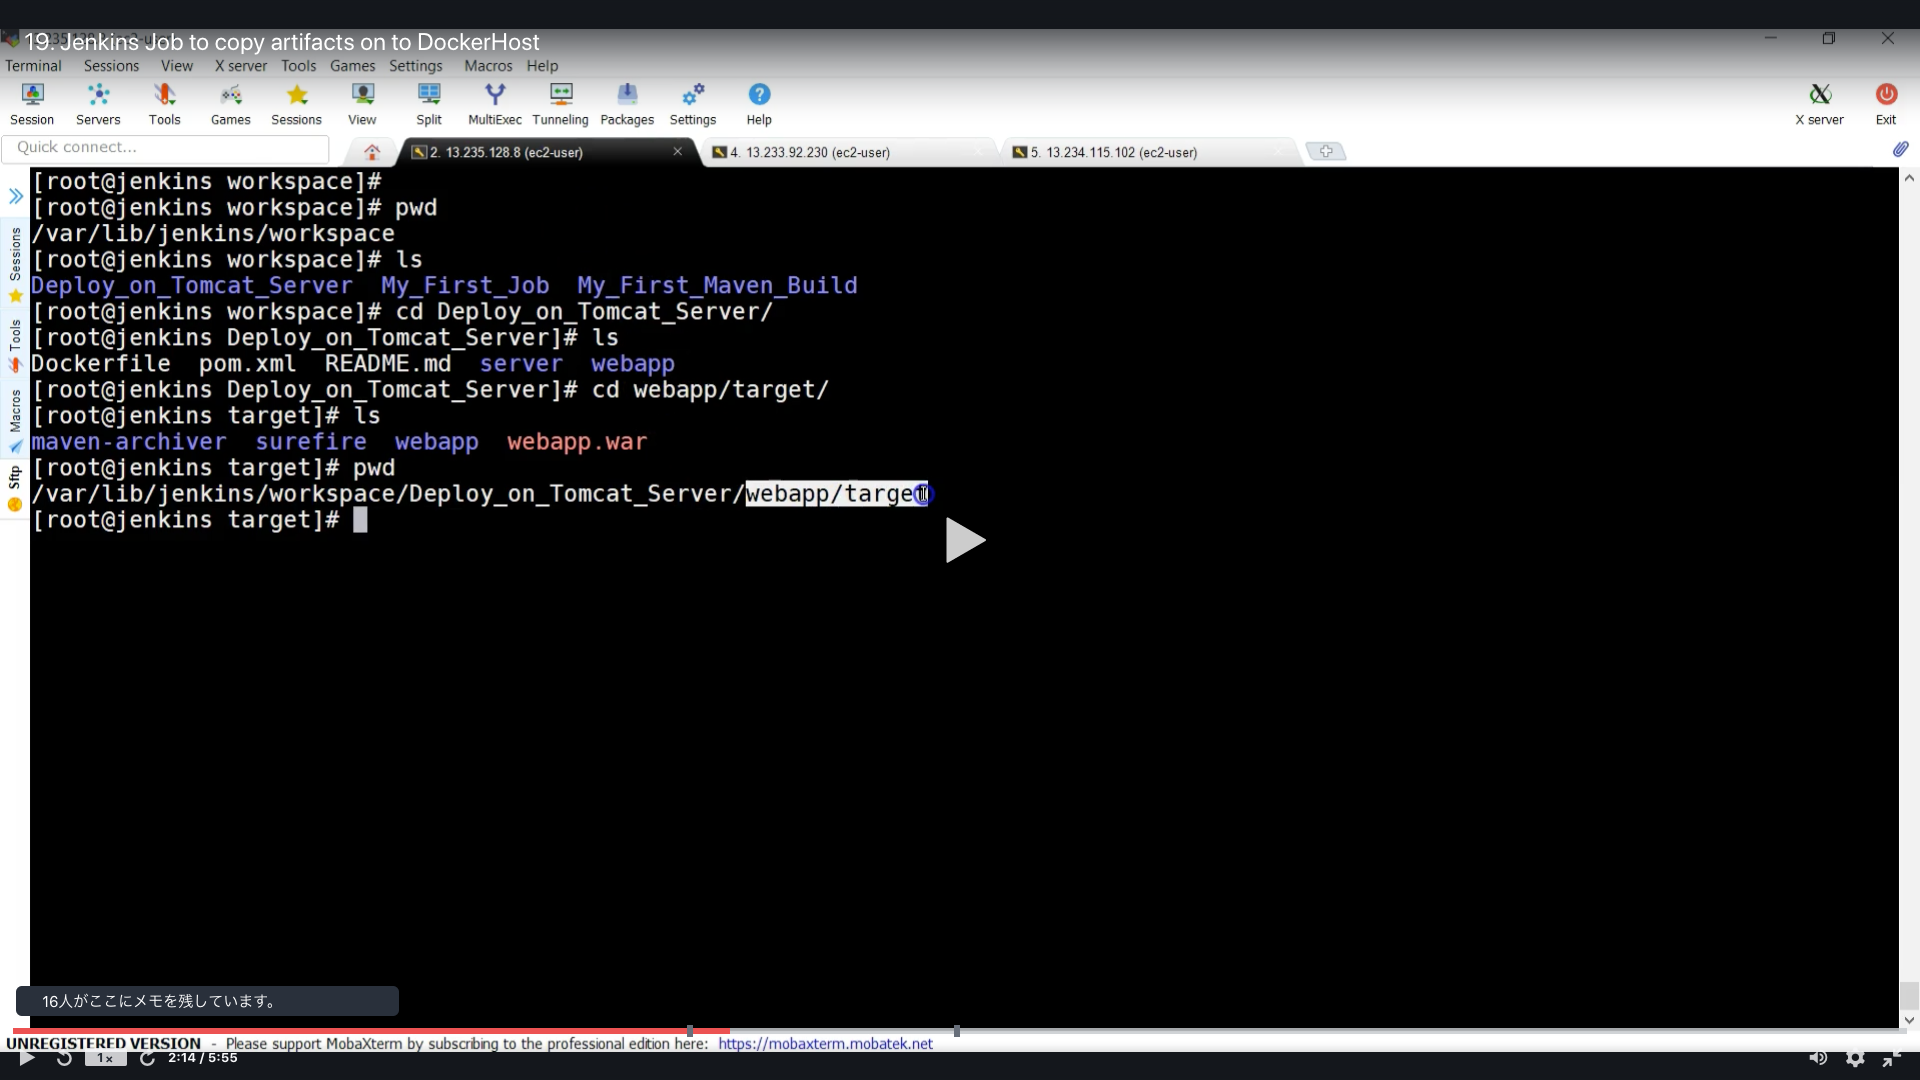 19. Jenkins Job to copy artifacts on to DockerHost
Terminal Sessions View X server Tools Games Settings Macros Help
Session Servers Tools Games Sessions View Split MultiExec Tunneling Packages Settings Help X server Exit
Quick connect...
2. 13.235.128.8 (ec2-user)
4. 13.233.92.230 (ec2-user)
5. 13.234.115.102 (ec2-user)
Sessions
Tools
Macros
Sftp
[root@jenkins workspace]#
[root@jenkins workspace]# pwd
/var/lib/jenkins/workspace
[root@jenkins workspace]# ls
Deploy_on_Tomcat_Server My_First_Job My_First_Maven_Build
[root@jenkins workspace]# cd Deploy_on_Tomcat_Server/
[root@jenkins Deploy_on_Tomcat_Server]# ls
Dockerfile pom.xml README.md server webapp
[root@jenkins Deploy_on_Tomcat_Server]# cd webapp/target/
[root@jenkins target]# ls
maven-archiver surefire webapp webapp.war
[root@jenkins target]# pwd
/var/lib/jenkins/workspace/Deploy_on_Tomcat_Server/webapp/target
[root@jenkins target]#
16人がここにメモを残しています。
UNREGISTERED VERSION - Please support MobaXterm by subscribing to the professional edition here: https://mobaxterm.mobatek.net
1x 2:14 / 5:55